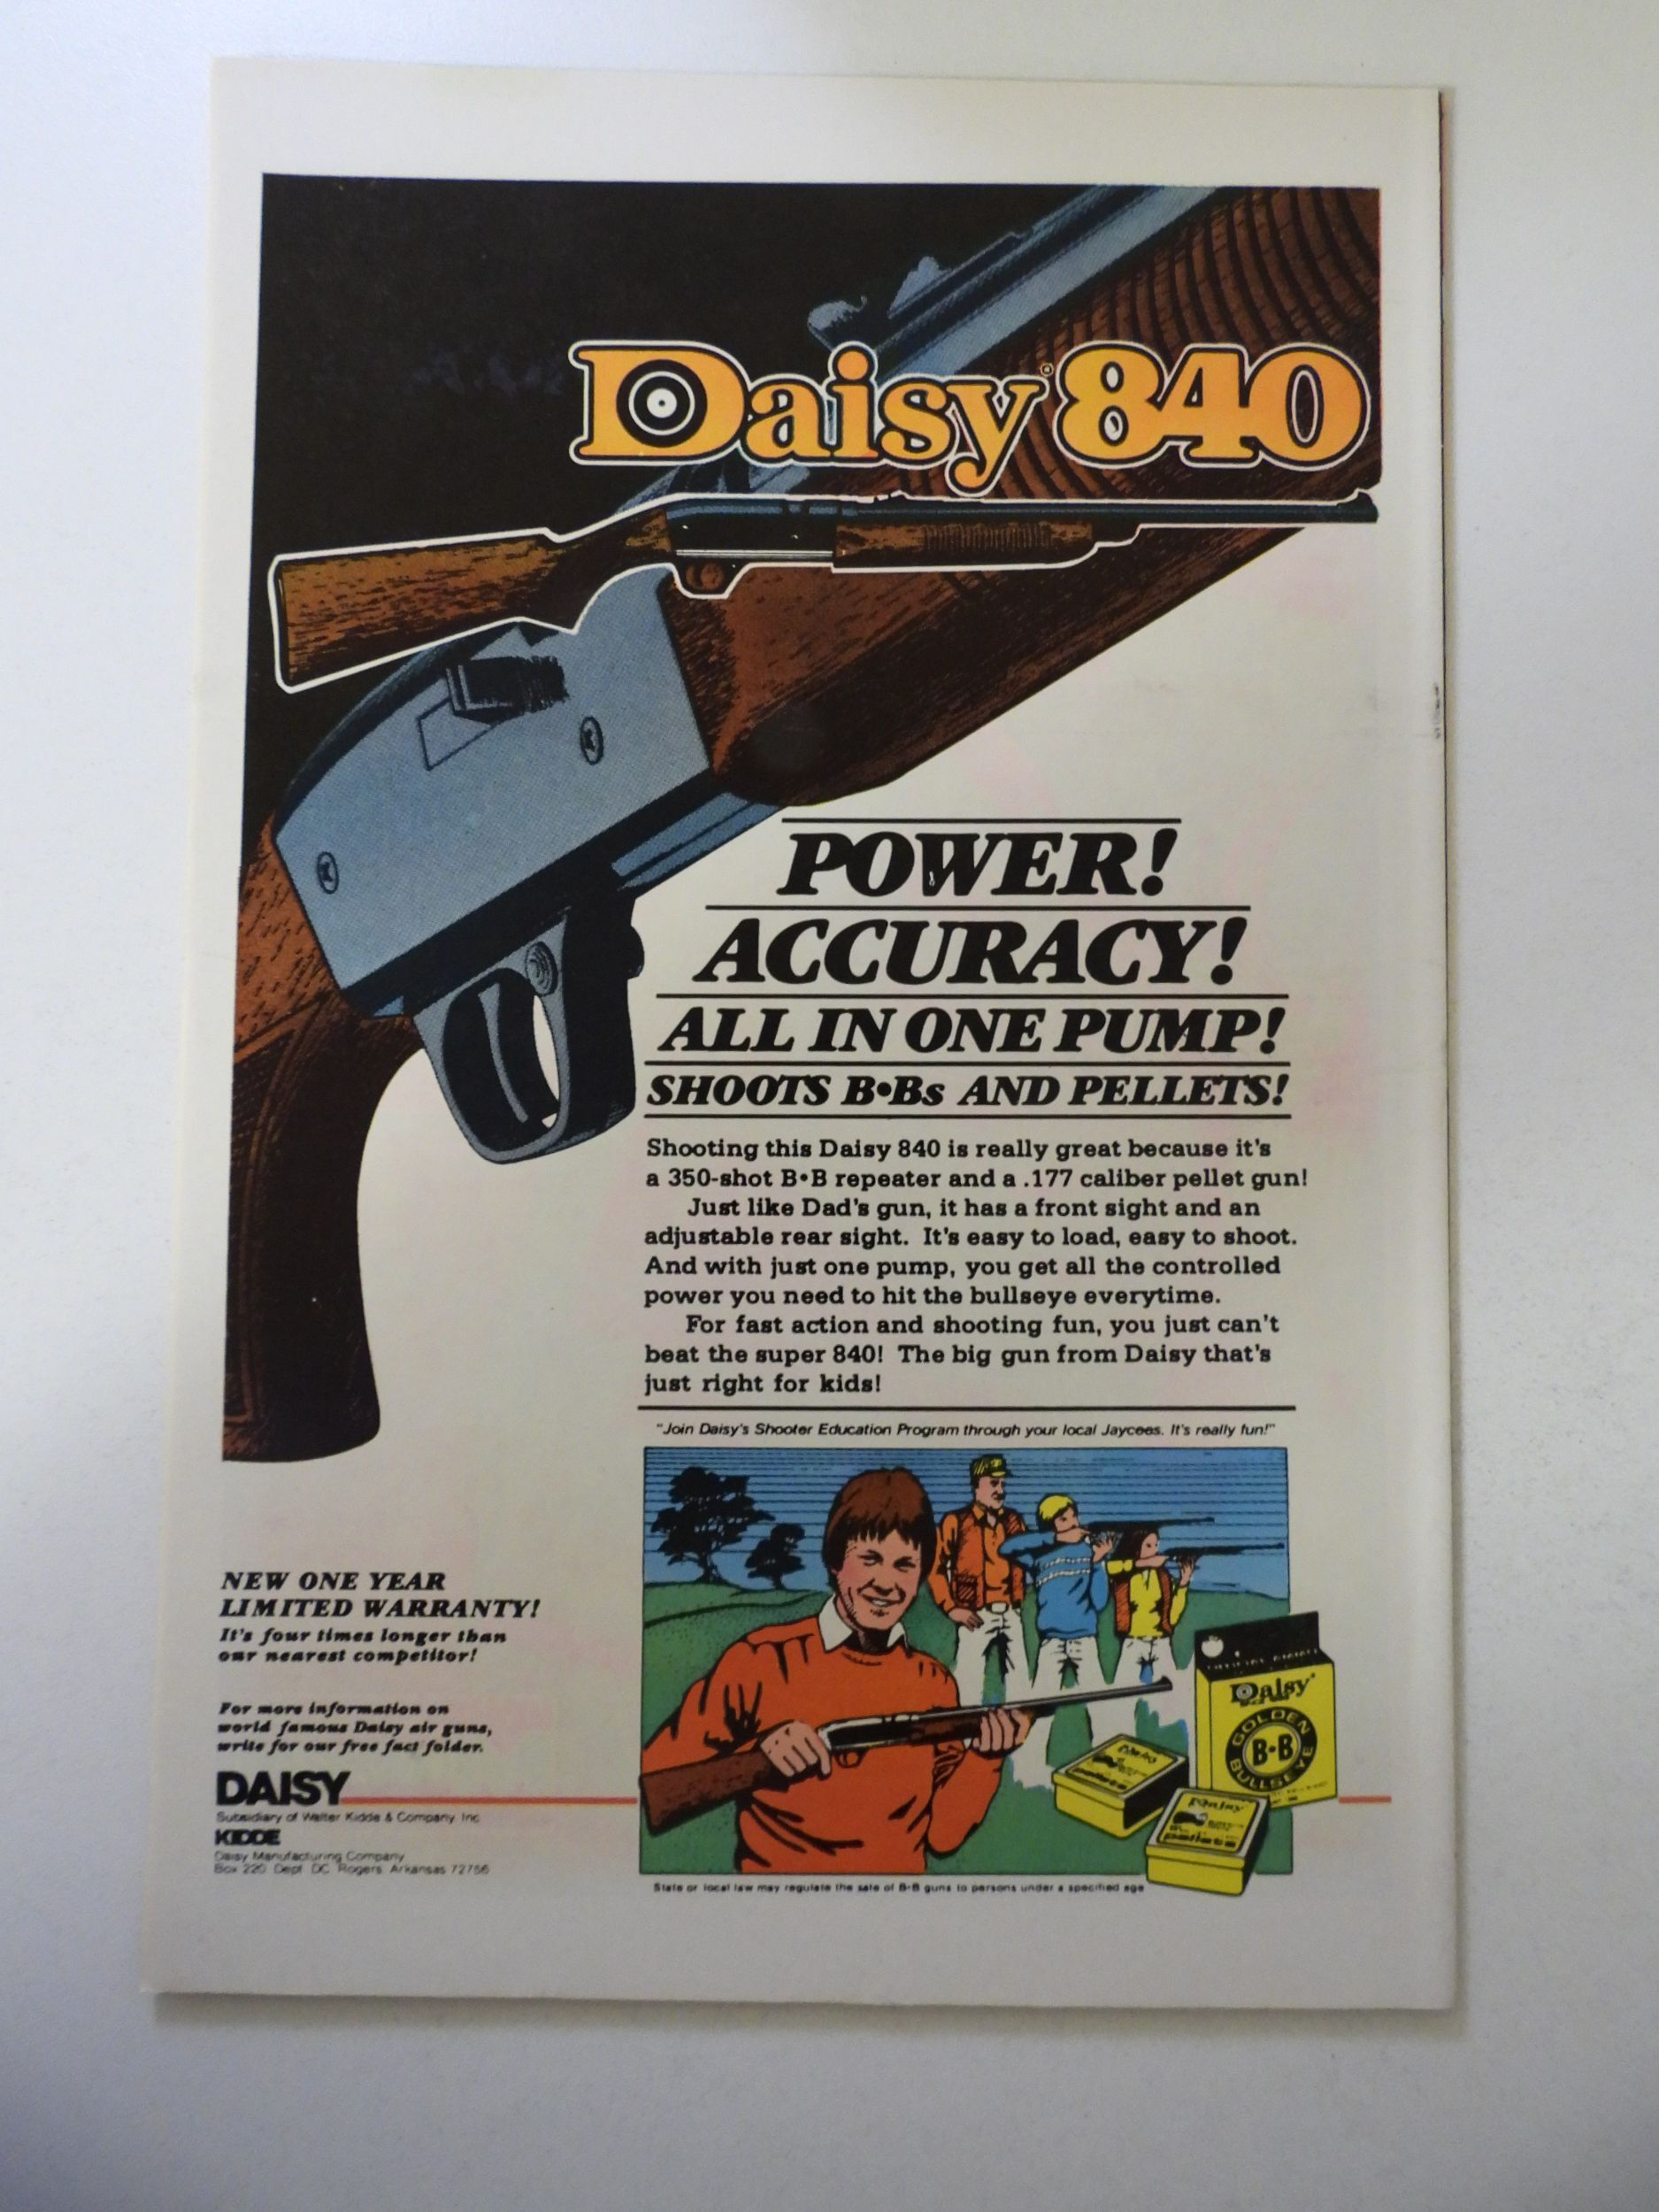 Daisy® 840
POWER!
ACCURACY!
ALL IN ONE PUMP!
SHOOTS B•Bs AND PELLETS!
Shooting this Daisy 840 is really great because it's
a 350-shot B•B repeater and a .177 caliber pellet gun!
Just like Dad's gun, it has a front sight and an
adjustable rear sight. It's easy to load, easy to shoot.
And with just one pump, you get all the controlled
power you need to hit the bullseye everytime.
For fast action and shooting fun, you just can't
beat the super 840! The big gun from Daisy that's
just right for kids!
"Join Daisy's Shooter Education Program through your local Jaycees. It's really fun!"
NEW ONE YEAR
LIMITED WARRANTY!
It's four times longer than
our nearest competitor!
For more information on
world famous Daisy air guns,
write for our free fact folder.
DAISY
Subsidiary of Walter Kidde & Company, Inc.
KIDDE
Daisy Manufacturing Company
Box 220 Dept DC Rogers, Arkansas 72756
Daisy®
GOLDEN
B•B
BULLSEYE
Daisy
pellets
Daisy
pellets
State or local law may regulate the sale of B-B guns to persons under a specified age